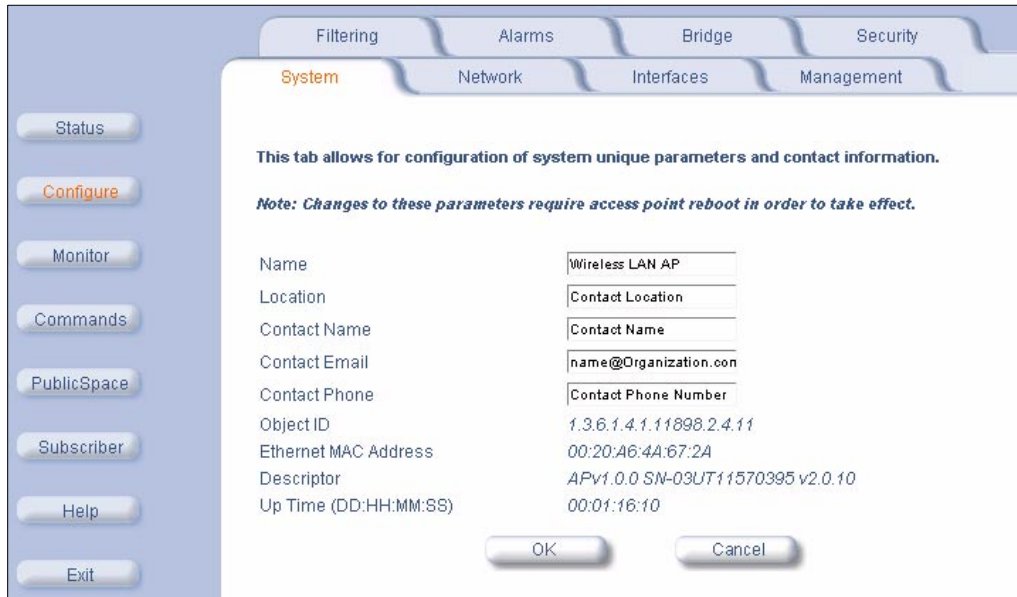 Filtering Alarms Bridge Security
System Network Interfaces Management
Status
Configure
Monitor
Commands
PublicSpace
Subscriber
Help
Exit
This tab allows for configuration of system unique parameters and contact information.
Note: Changes to these parameters require access point reboot in order to take effect.
Name Wireless LAN AP
Location Contact Location
Contact Name Contact Name
Contact Email name@Organization.con
Contact Phone Contact Phone Number
Object ID 1.3.6.1.4.1.11898.2.4.11
Ethernet MAC Address 00:20:A6:4A:67:2A
Descriptor APv1.0.0 SN-03UT11570395 v2.0.10
Up Time (DD:HH:MM:SS) 00:01:16:10
OK Cancel